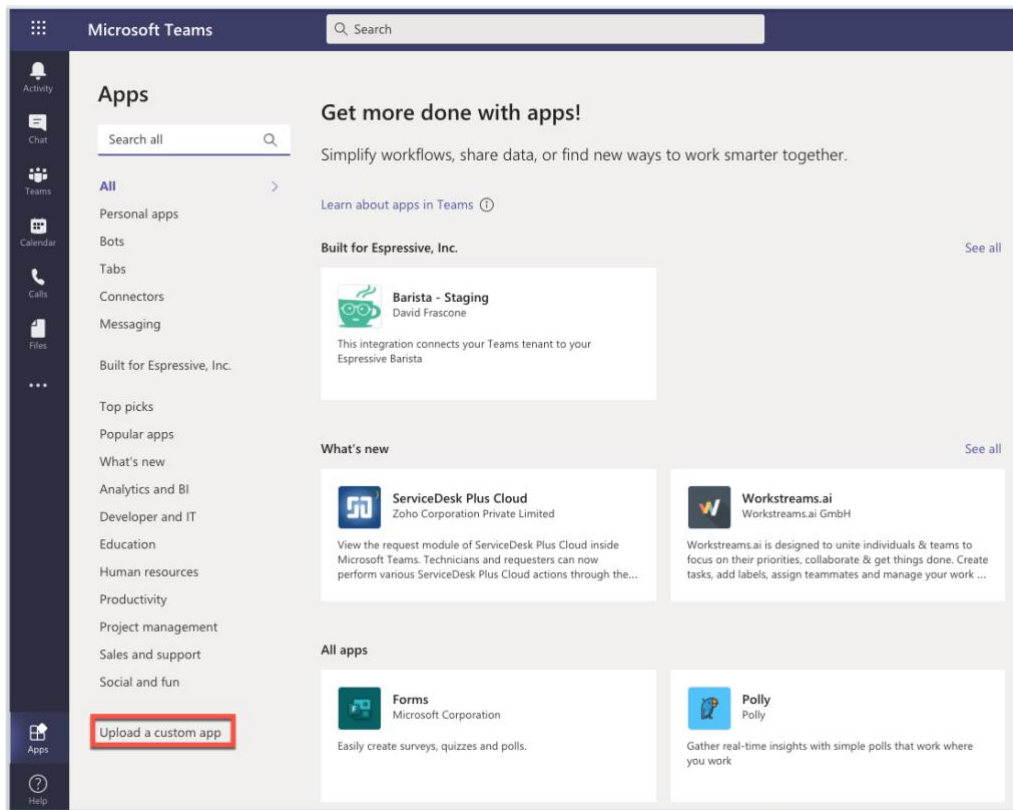 Microsoft Teams
Search
Activity
Chat
Teams
Calendar
Calls
Files
Apps
Help
Apps
Search all
All
Personal apps
Bots
Tabs
Connectors
Messaging
Built for Espressive, Inc.
Top picks
Popular apps
What's new
Analytics and BI
Developer and IT
Education
Human resources
Productivity
Project management
Sales and support
Social and fun
Upload a custom app
Get more done with apps!
Simplify workflows, share data, or find new ways to work smarter together.
Learn about apps in Teams
Built for Espressive, Inc.
See all
Barista - Staging
David Frascone
This integration connects your Teams tenant to your
Espressive Barista
What's new
See all
ServiceDesk Plus Cloud
Zoho Corporation Private Limited
View the request module of ServiceDesk Plus Cloud inside
Microsoft Teams. Technicians and requesters can now
perform various ServiceDesk Plus Cloud actions through the...
Workstreams.ai
Workstreams.ai GmbH
Workstreams.ai is designed to unite individuals & teams to
focus on their priorities, collaborate & get things done. Create
tasks, add labels, assign teammates and manage your work ...
All apps
Forms
Microsoft Corporation
Easily create surveys, quizzes and polls.
Polly
Polly
Gather real-time insights with simple polls that work where
you work